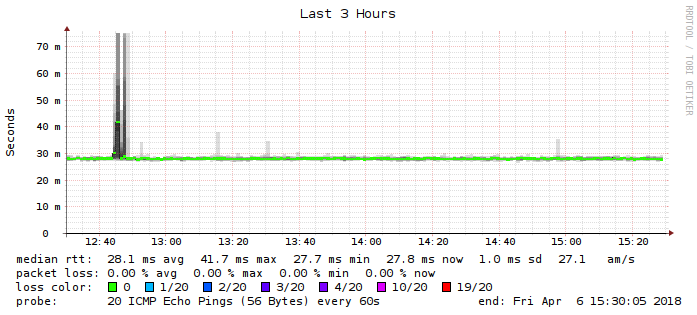 Last 3 Hours
RRDTOOL / TOBI OETIKER
Seconds
70 m
60 m
50 m
40 m
30 m
20 m
10 m
0
12:40 13:00 13:20 13:40 14:00 14:20 14:40 15:00 15:20
median rtt: 28.1 ms avg 41.7 ms max 27.7 ms min 27.8 ms now 1.0 ms sd 27.1 am/s
packet loss: 0.00 % avg 0.00 % max 0.00 % min 0.00 % now
loss color: 0 1/20 2/20 3/20 4/20 10/20 19/20
probe: 20 ICMP Echo Pings (56 Bytes) every 60s end: Fri Apr 6 15:30:05 2018